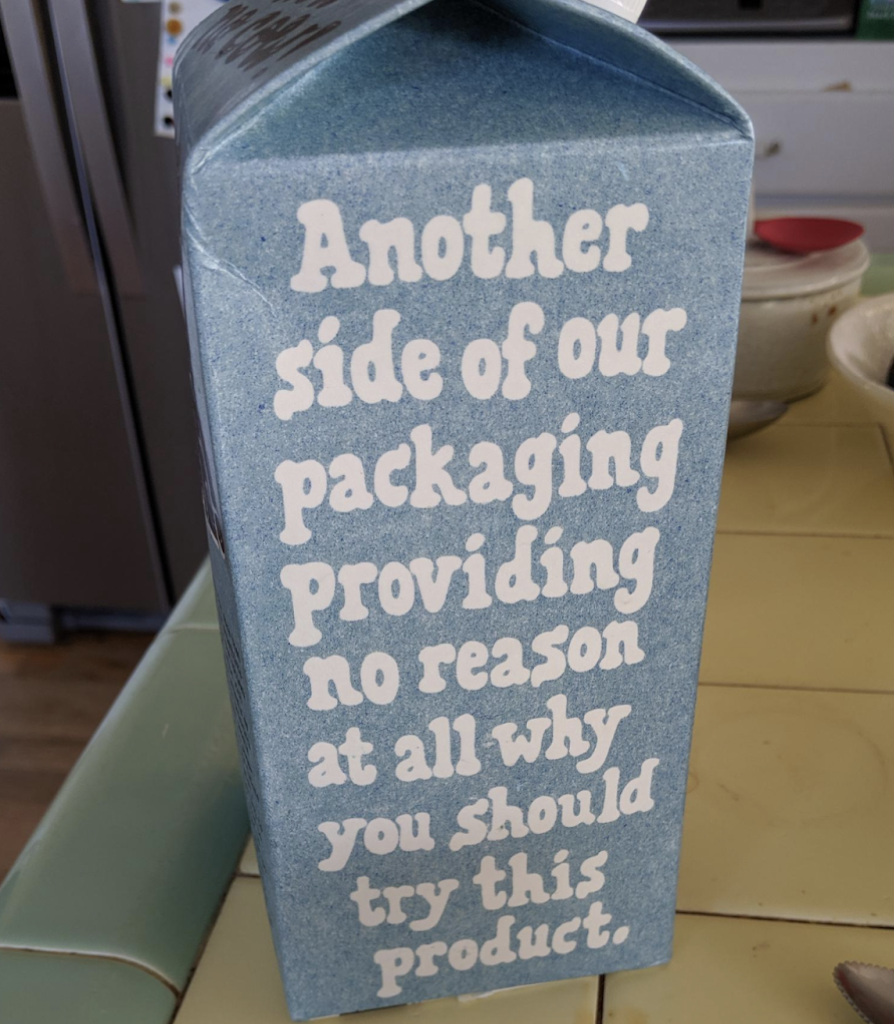 Another
side of our
packaging
providing
no reason
at all why
you should
try this
product.